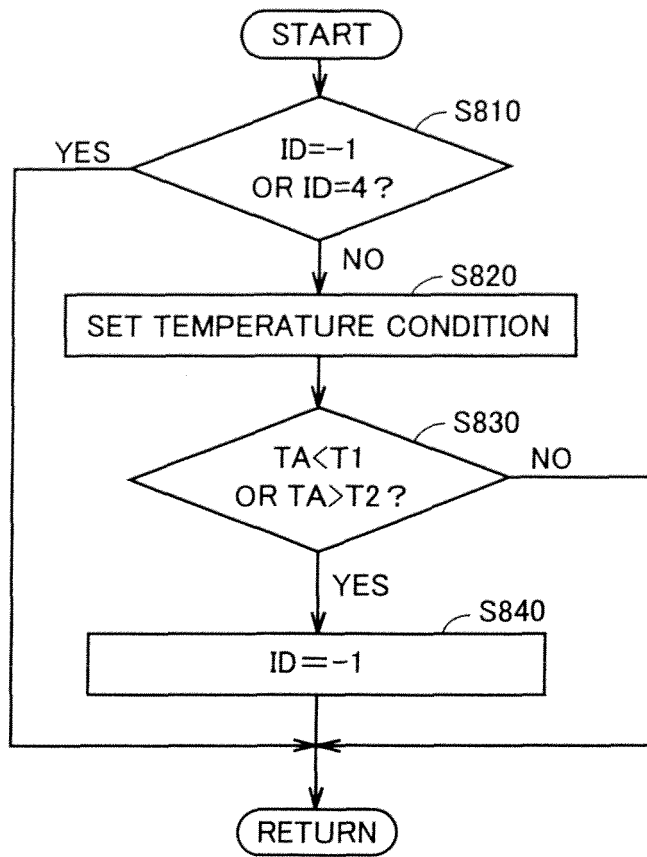 START
S810
YES
ID=-1
OR ID=4?
NO
S820
SET TEMPERATURE CONDITION
S830
TA<T1
OR TA>T2?
NO
YES
S840
ID=-1
RETURN